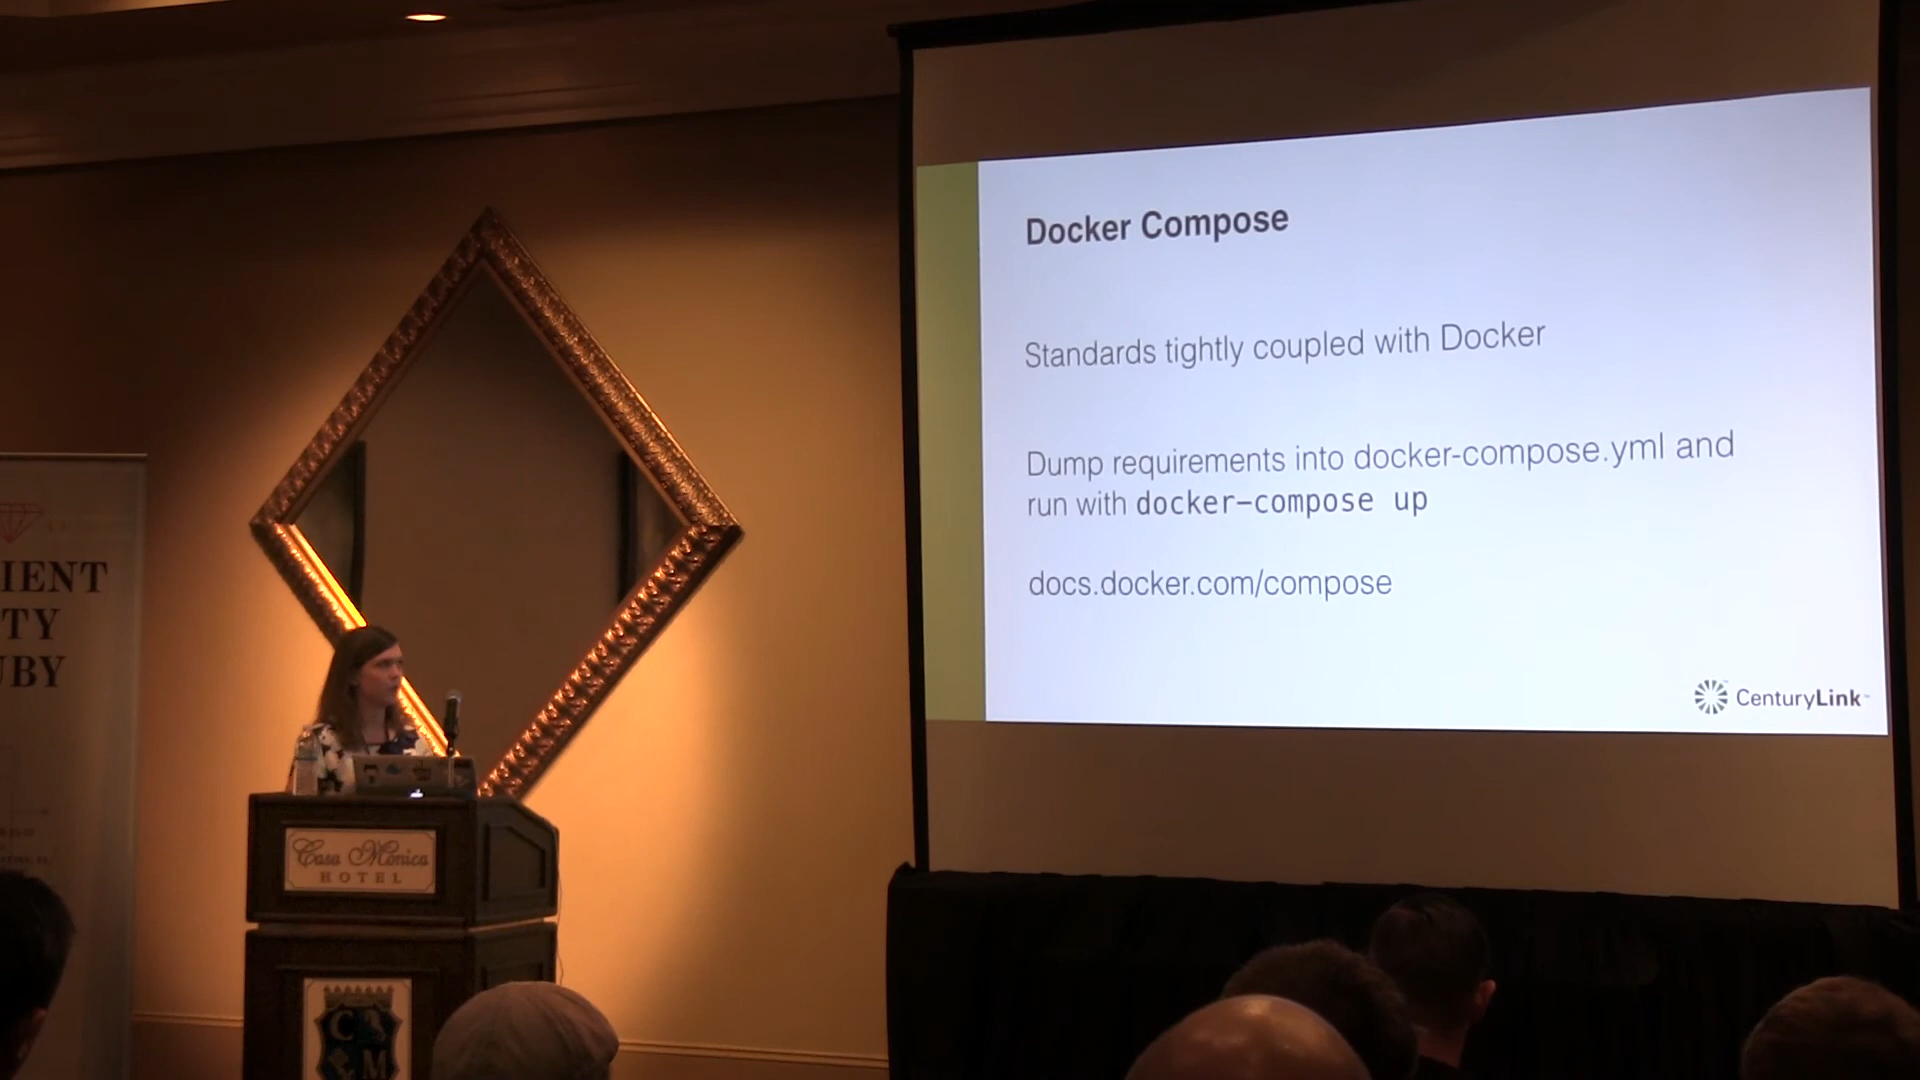 Docker Compose
Standards tightly coupled with Docker
Dump requirements into docker-compose.yml and
run with docker-compose up
docs.docker.com/compose
CenturyLink
IENT
TY
UBY
Casa Monica
HOTEL
C
M